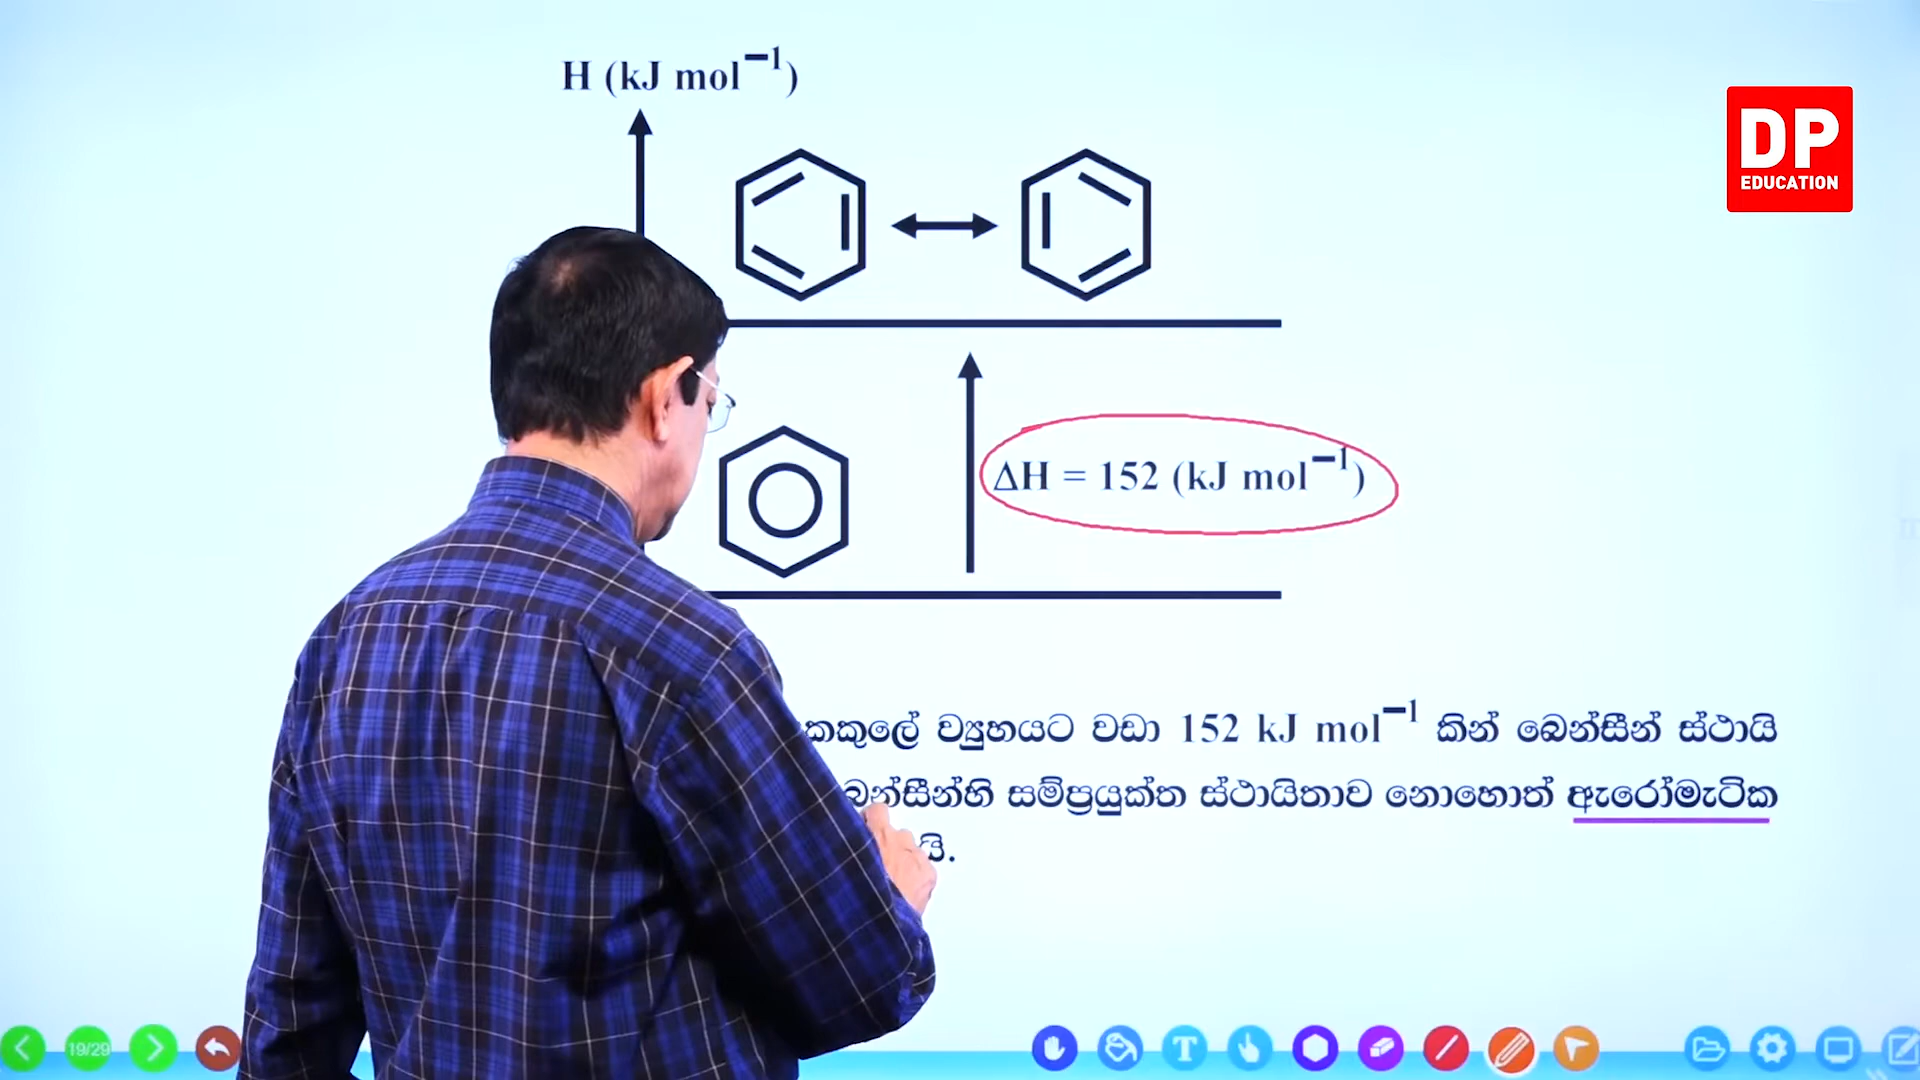 H (kJ mol⁻¹)
DP
EDUCATION
ΔH = 152 (kJ mol⁻¹)
ව්‍යුහයට වඩා 152 kJ mol⁻¹ කින් බෙන්සීන් ස්ථායි
සම්ප්‍රයුක්ත ස්ථායිතාව නොහොත් ඇරෝමැටික
19/29
T